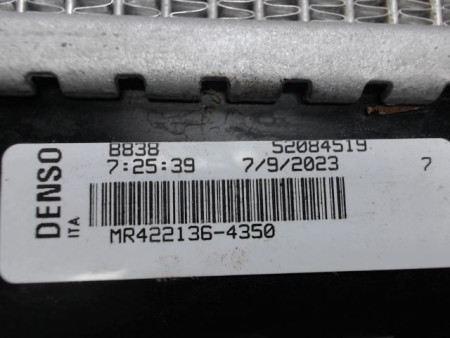 DENSO
ITA
B838 52084519
7:25:39 7/9/2023 7
MR422136-4350